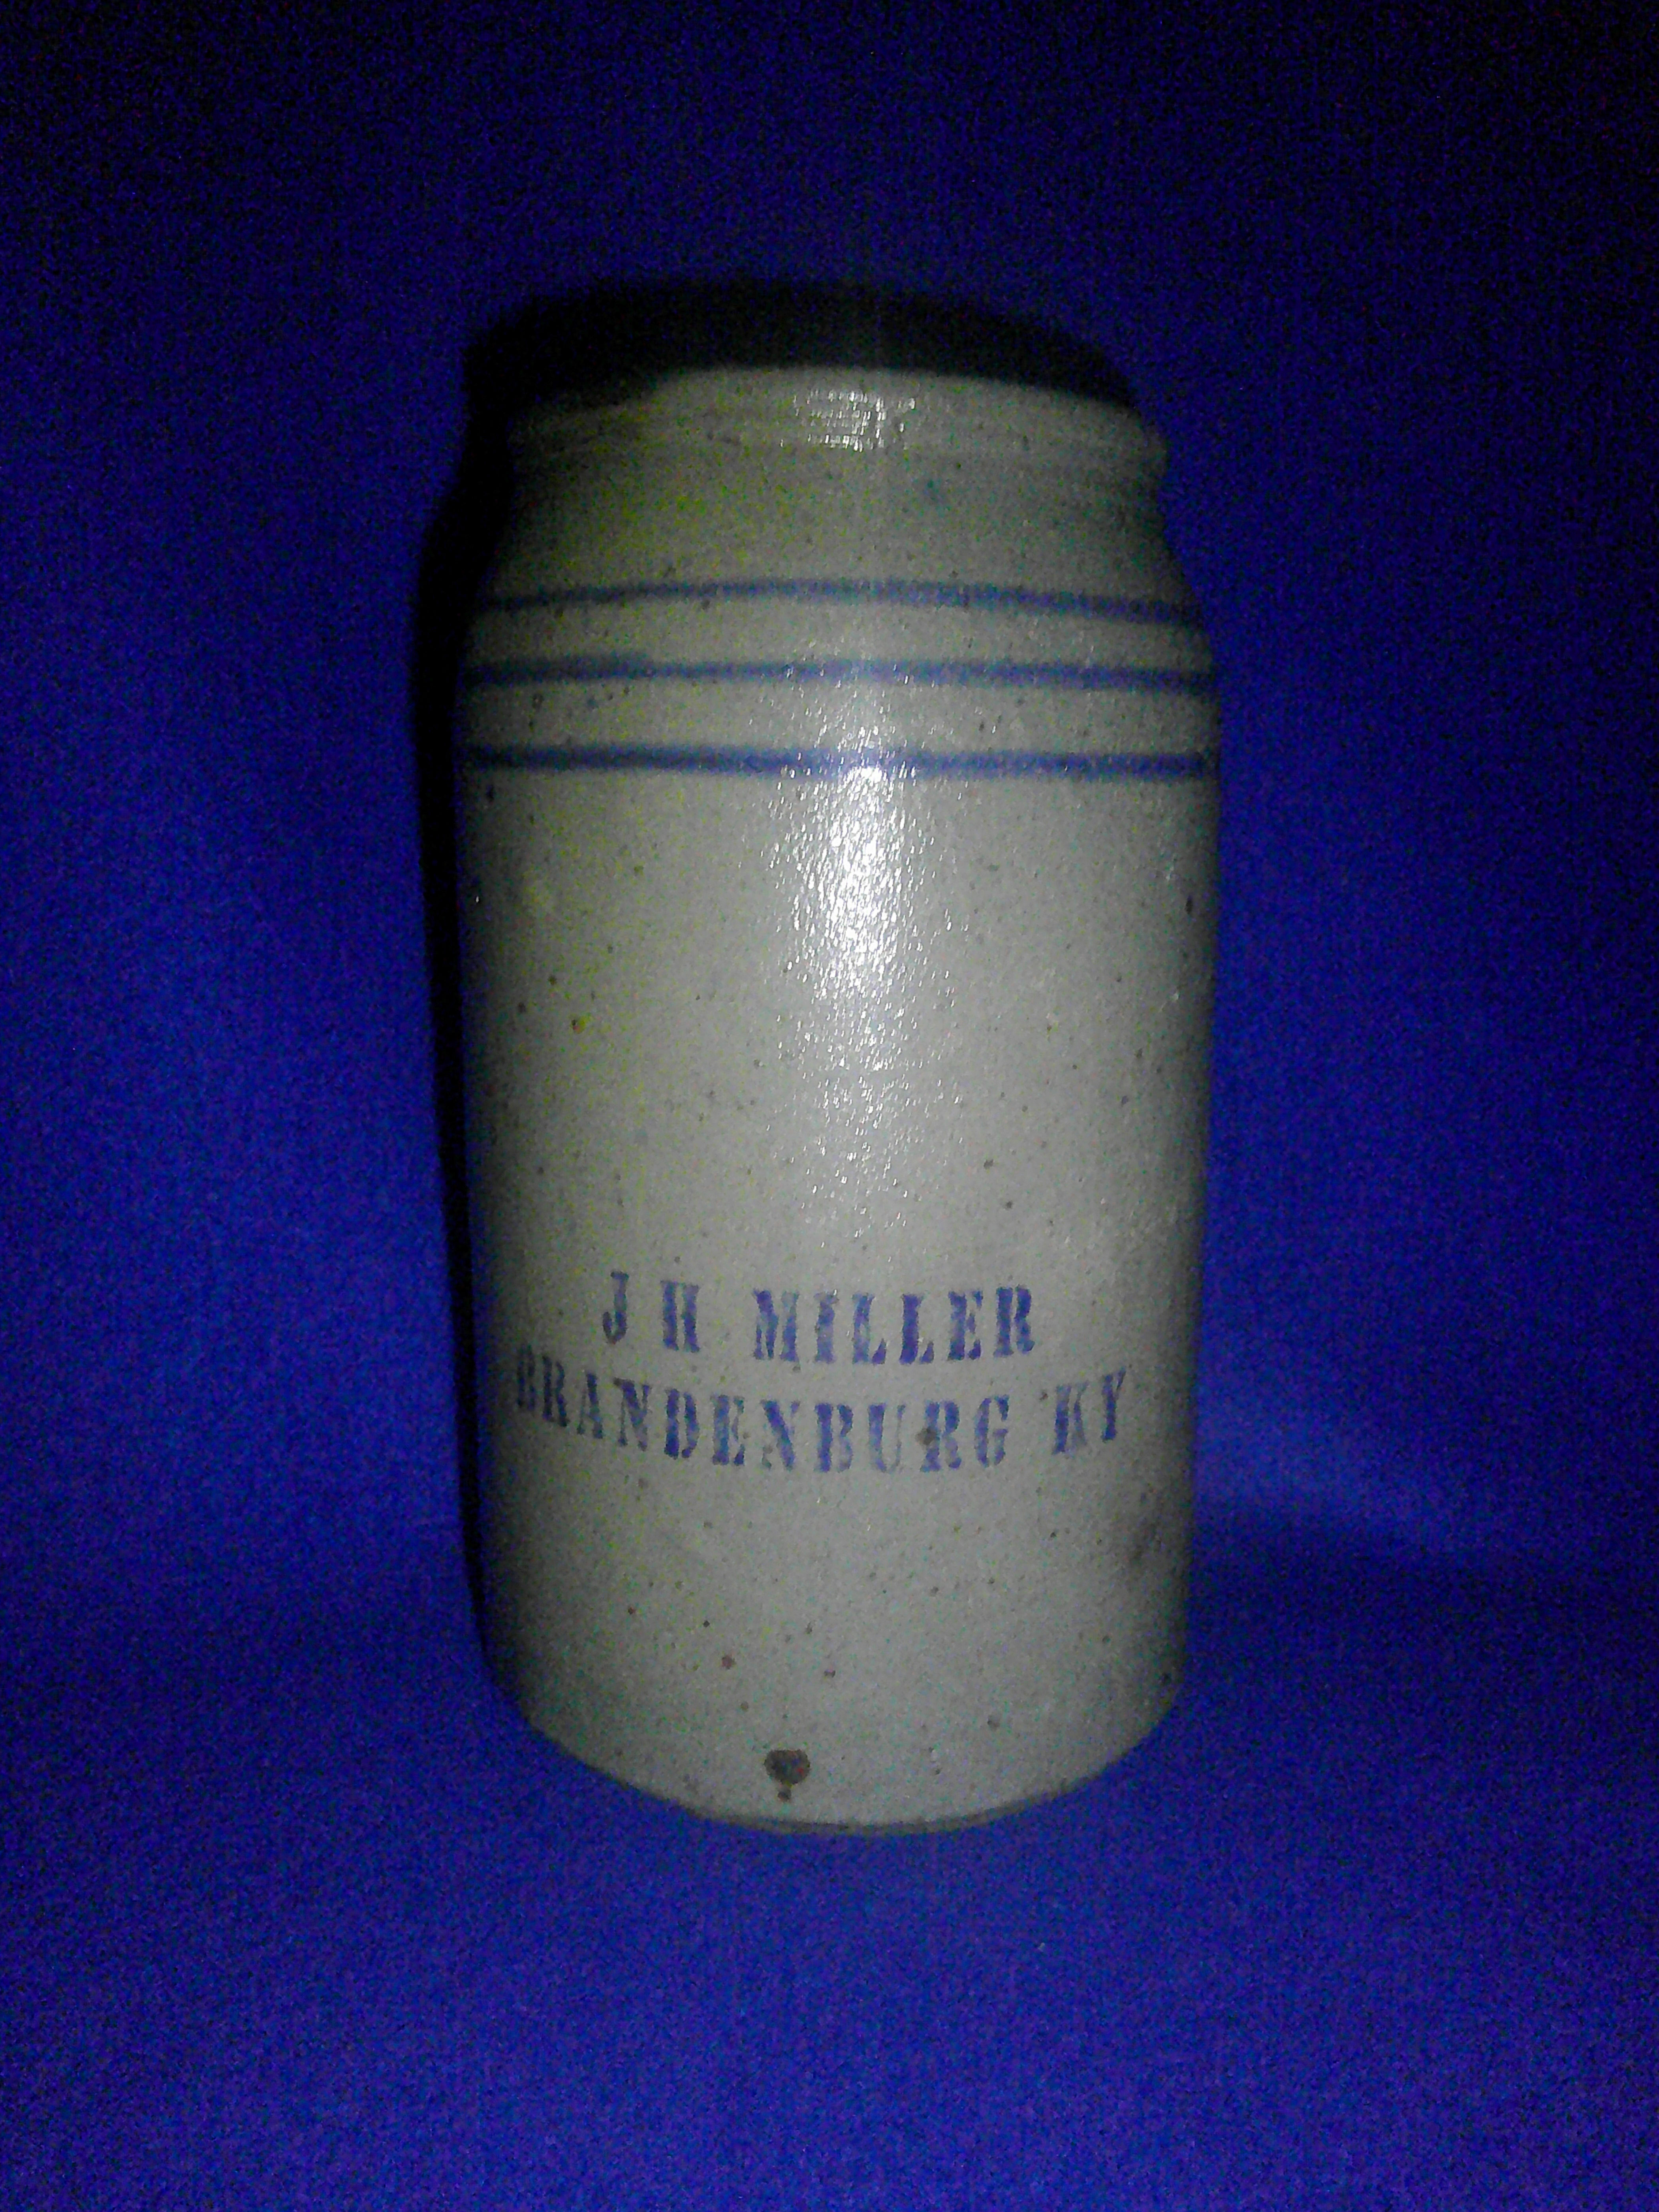 J H MILLER
BRANDENBURG KY